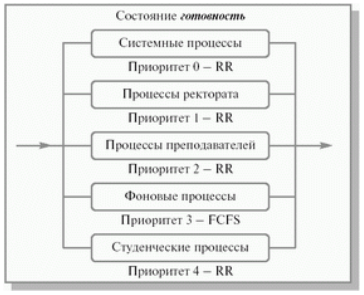 Состояние готовность
Системные процессы
Приоритет 0 – RR
Процессы ректората
Приоритет 1 – RR
Процессы преподавателей
Приоритет 2 – RR
Фоновые процессы
Приоритет 3 – FCFS
Студенческие процессы
Приоритет 4 – RR